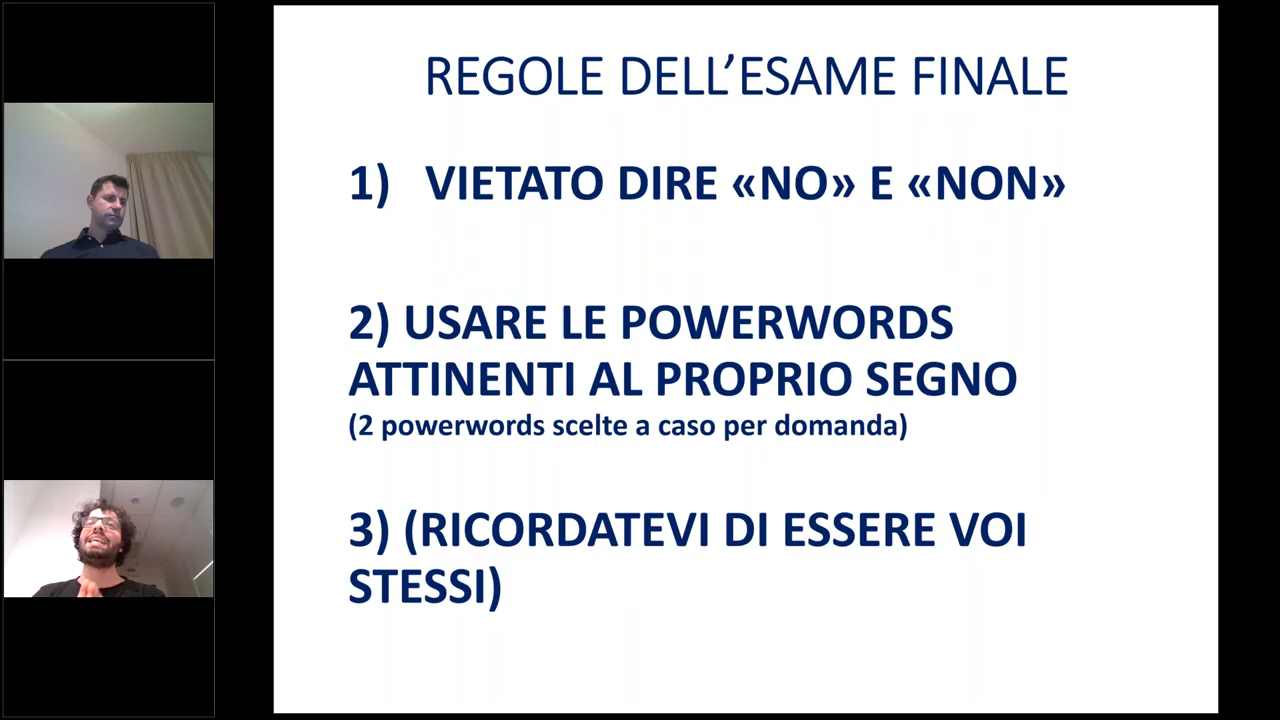 REGOLE DELL’ESAME FINALE
1) VIETATO DIRE «NO» E «NON»
2) USARE LE POWERWORDS
ATTINENTI AL PROPRIO SEGNO
(2 powerwords scelte a caso per domanda)
3) (RICORDATEVI DI ESSERE VOI
STESSI)